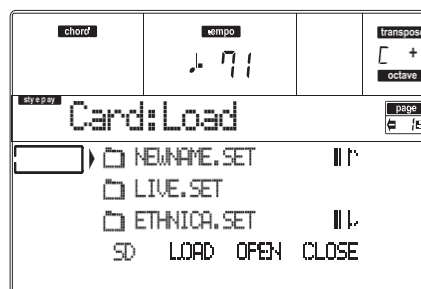 chord tempo transpose
71 [ +
octave
style play Card:Load page
NEWNAME.SET
LIVE.SET
ETHNICA.SET
SD LOAD OPEN CLOSE